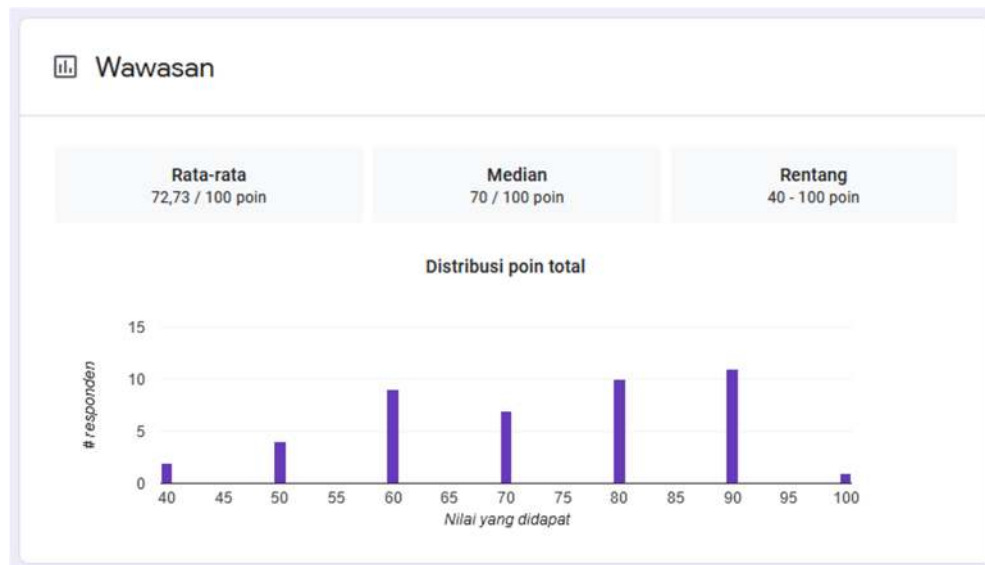 Wawasan
Rata-rata
72,73 / 100 poin
Median
70 / 100 poin
Rentang
40 - 100 poin
Distribusi poin total
# responden
15
10
5
0
40 45 50 55 60 65 70 75 80 85 90 95 100
Nilai yang didapat